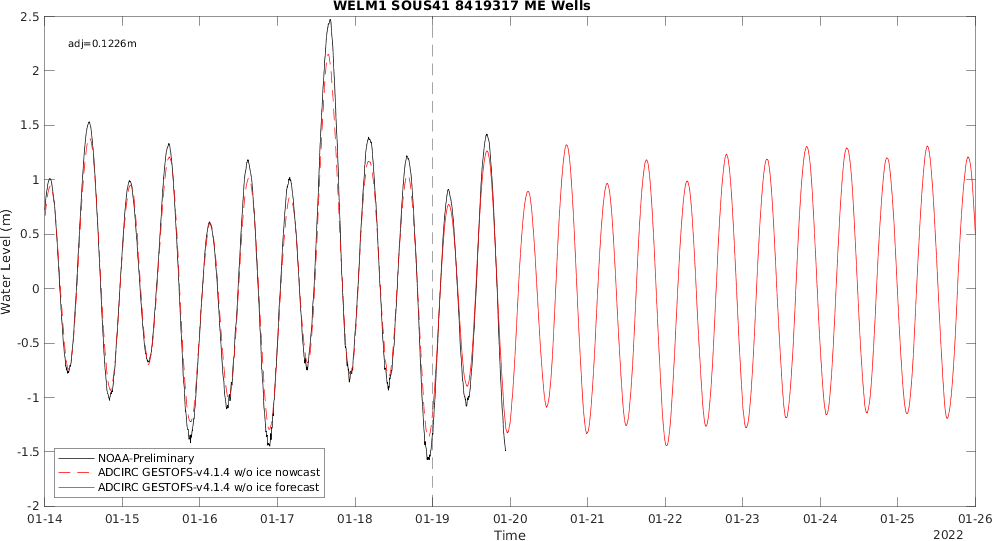 WELM1 SOUS41 8419317 ME Wells
adj=0.1226m
2.5
2
1.5
1
0.5
0
-0.5
-1
-1.5
-2
Water Level (m)
NOAA-Preliminary
ADCIRC GESTOFS-v4.1.4 w/o ice nowcast
ADCIRC GESTOFS-v4.1.4 w/o ice forecast
01-14 01-15 01-16 01-17 01-18 01-19 01-20 01-21 01-22 01-23 01-24 01-25 01-26
Time
2022